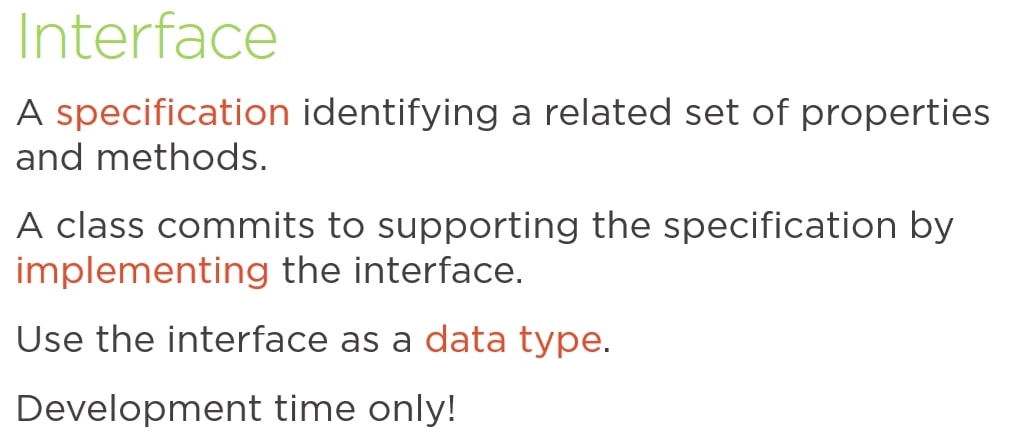 Interface
A specification identifying a related set of properties
and methods.
A class commits to supporting the specification by
implementing the interface.
Use the interface as a data type.
Development time only!